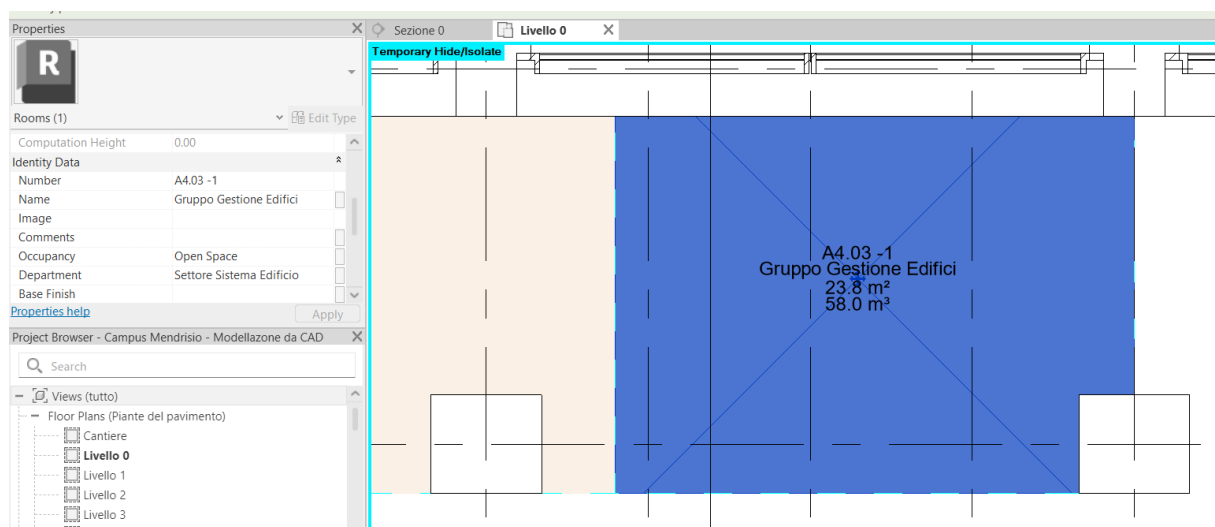 Properties
R
Rooms (1)
Edit Type
Computation Height 0.00
Identity Data
Number A4.03 -1
Name Gruppo Gestione Edifici
Image
Comments
Occupancy Open Space
Department Settore Sistema Edificio
Base Finish
Properties help
Apply
Project Browser - Campus Mendrisio - Modellazone da CAD
Search
Views (tutto)
Floor Plans (Piante del pavimento)
Cantiere
Livello 0
Livello 1
Livello 2
Livello 3
Sezione 0
Livello 0
Temporary Hide/Isolate
A4.03 -1
Gruppo Gestione Edifici
23.8 m²
58.0 m³